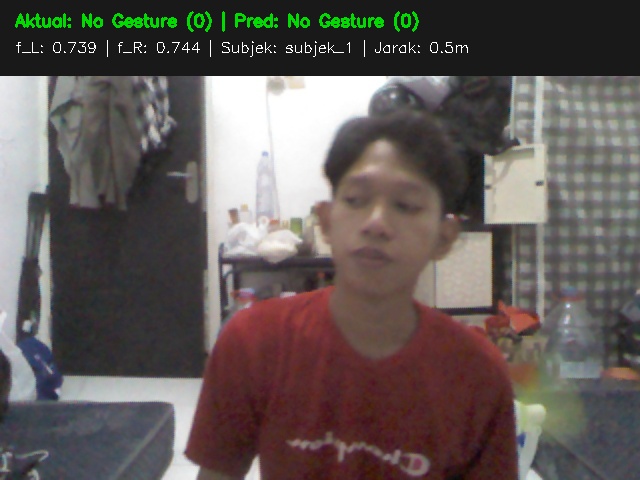 Aktual: No Gesture (0) | Pred: No Gesture (0)
f_L: 0.739 | f_R: 0.744 | Subjek: subjek_1 | Jarak: 0.5m
Champion